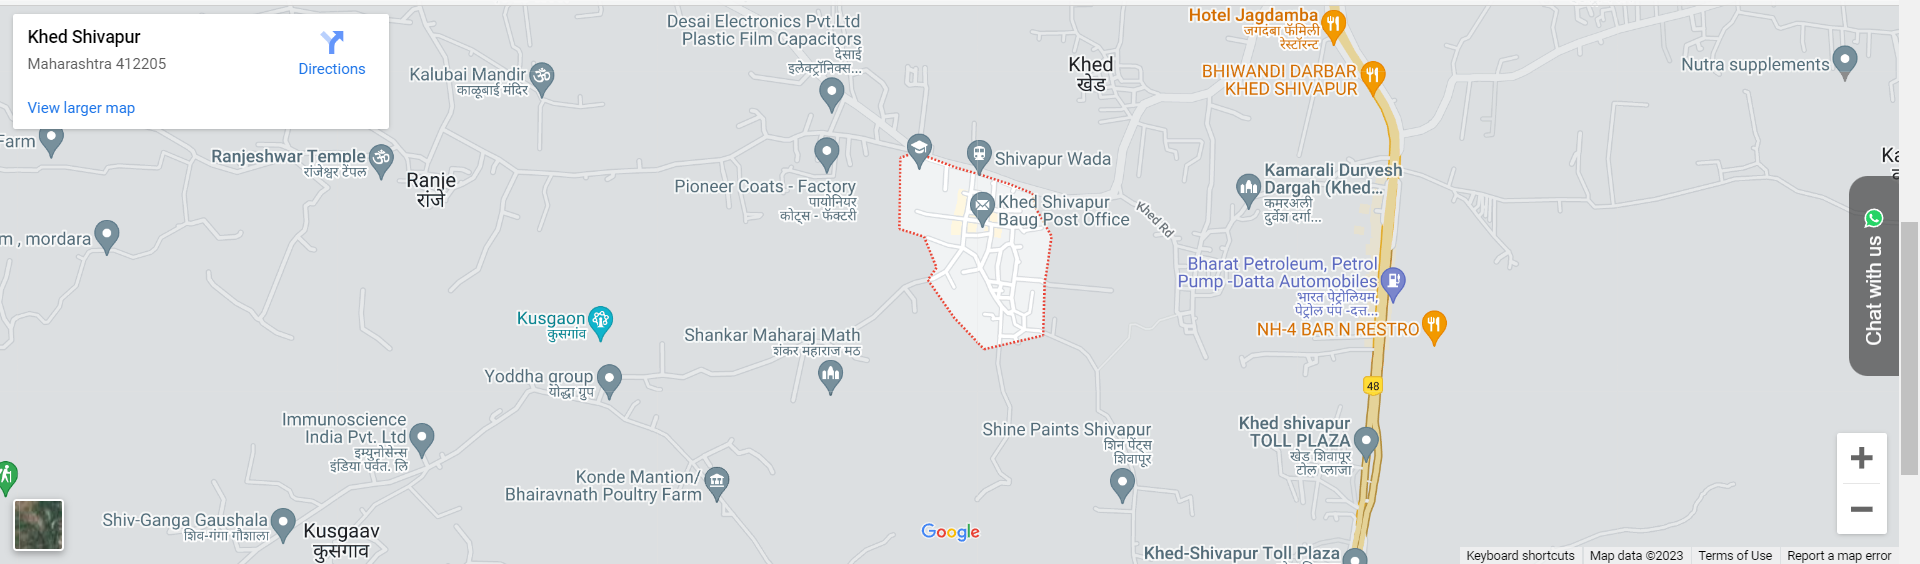 Khed Shivapur
Maharashtra 412205
Directions
View larger map
Desai Electronics Pvt.Ltd
Plastic Film Capacitors
देसाई
इलेक्ट्रॉनिक्स...
Kalubai Mandir
काळूबाई मंदिर
Khed
खेड
Hotel Jagdamba
जगदंबा फॅमिली
रेस्टॉरन्ट
BHIWANDI DARBAR
KHED SHIVAPUR
Nutra supplements
Farm
Ranjeshwar Temple
रांजेश्वर टेंपल
Ranje
रांजे
Pioneer Coats - Factory
पायोनियर
कोट्स - फॅक्टरी
Shivapur Wada
Khed Shivapur
Baug Post Office
Khed Rd
Kamarali Durvesh
Dargah (Khed...
कमरअली
दुर्वेश दर्गा...
Ka
m , mordara
Bharat Petroleum, Petrol
Pump -Datta Automobiles
भारत पेट्रोलियम,
पेट्रोल पंप -दत्त...
NH-4 BAR N RESTRO
Chat with us
Kusgaon
कुसगांव
Shankar Maharaj Math
शंकर महाराज मठ
Yoddha group
योद्धा ग्रुप
48
Immunoscience
India Pvt. Ltd
इम्युनोसेन्स
इंडिया पर्वत. लि
Shine Paints Shivapur
शिन पेंट्स
शिवापूर
Khed shivapur
TOLL PLAZA
खेड शिवापूर
टोल प्लाजा
Konde Mantion/
Bhairavnath Poultry Farm
Shiv-Ganga Gaushala
शिव-गंगा गौशाला
Kusgaav
कुसगाव
Google
Khed-Shivapur Toll Plaza
Keyboard shortcuts
Map data ©2023
Terms of Use
Report a map error